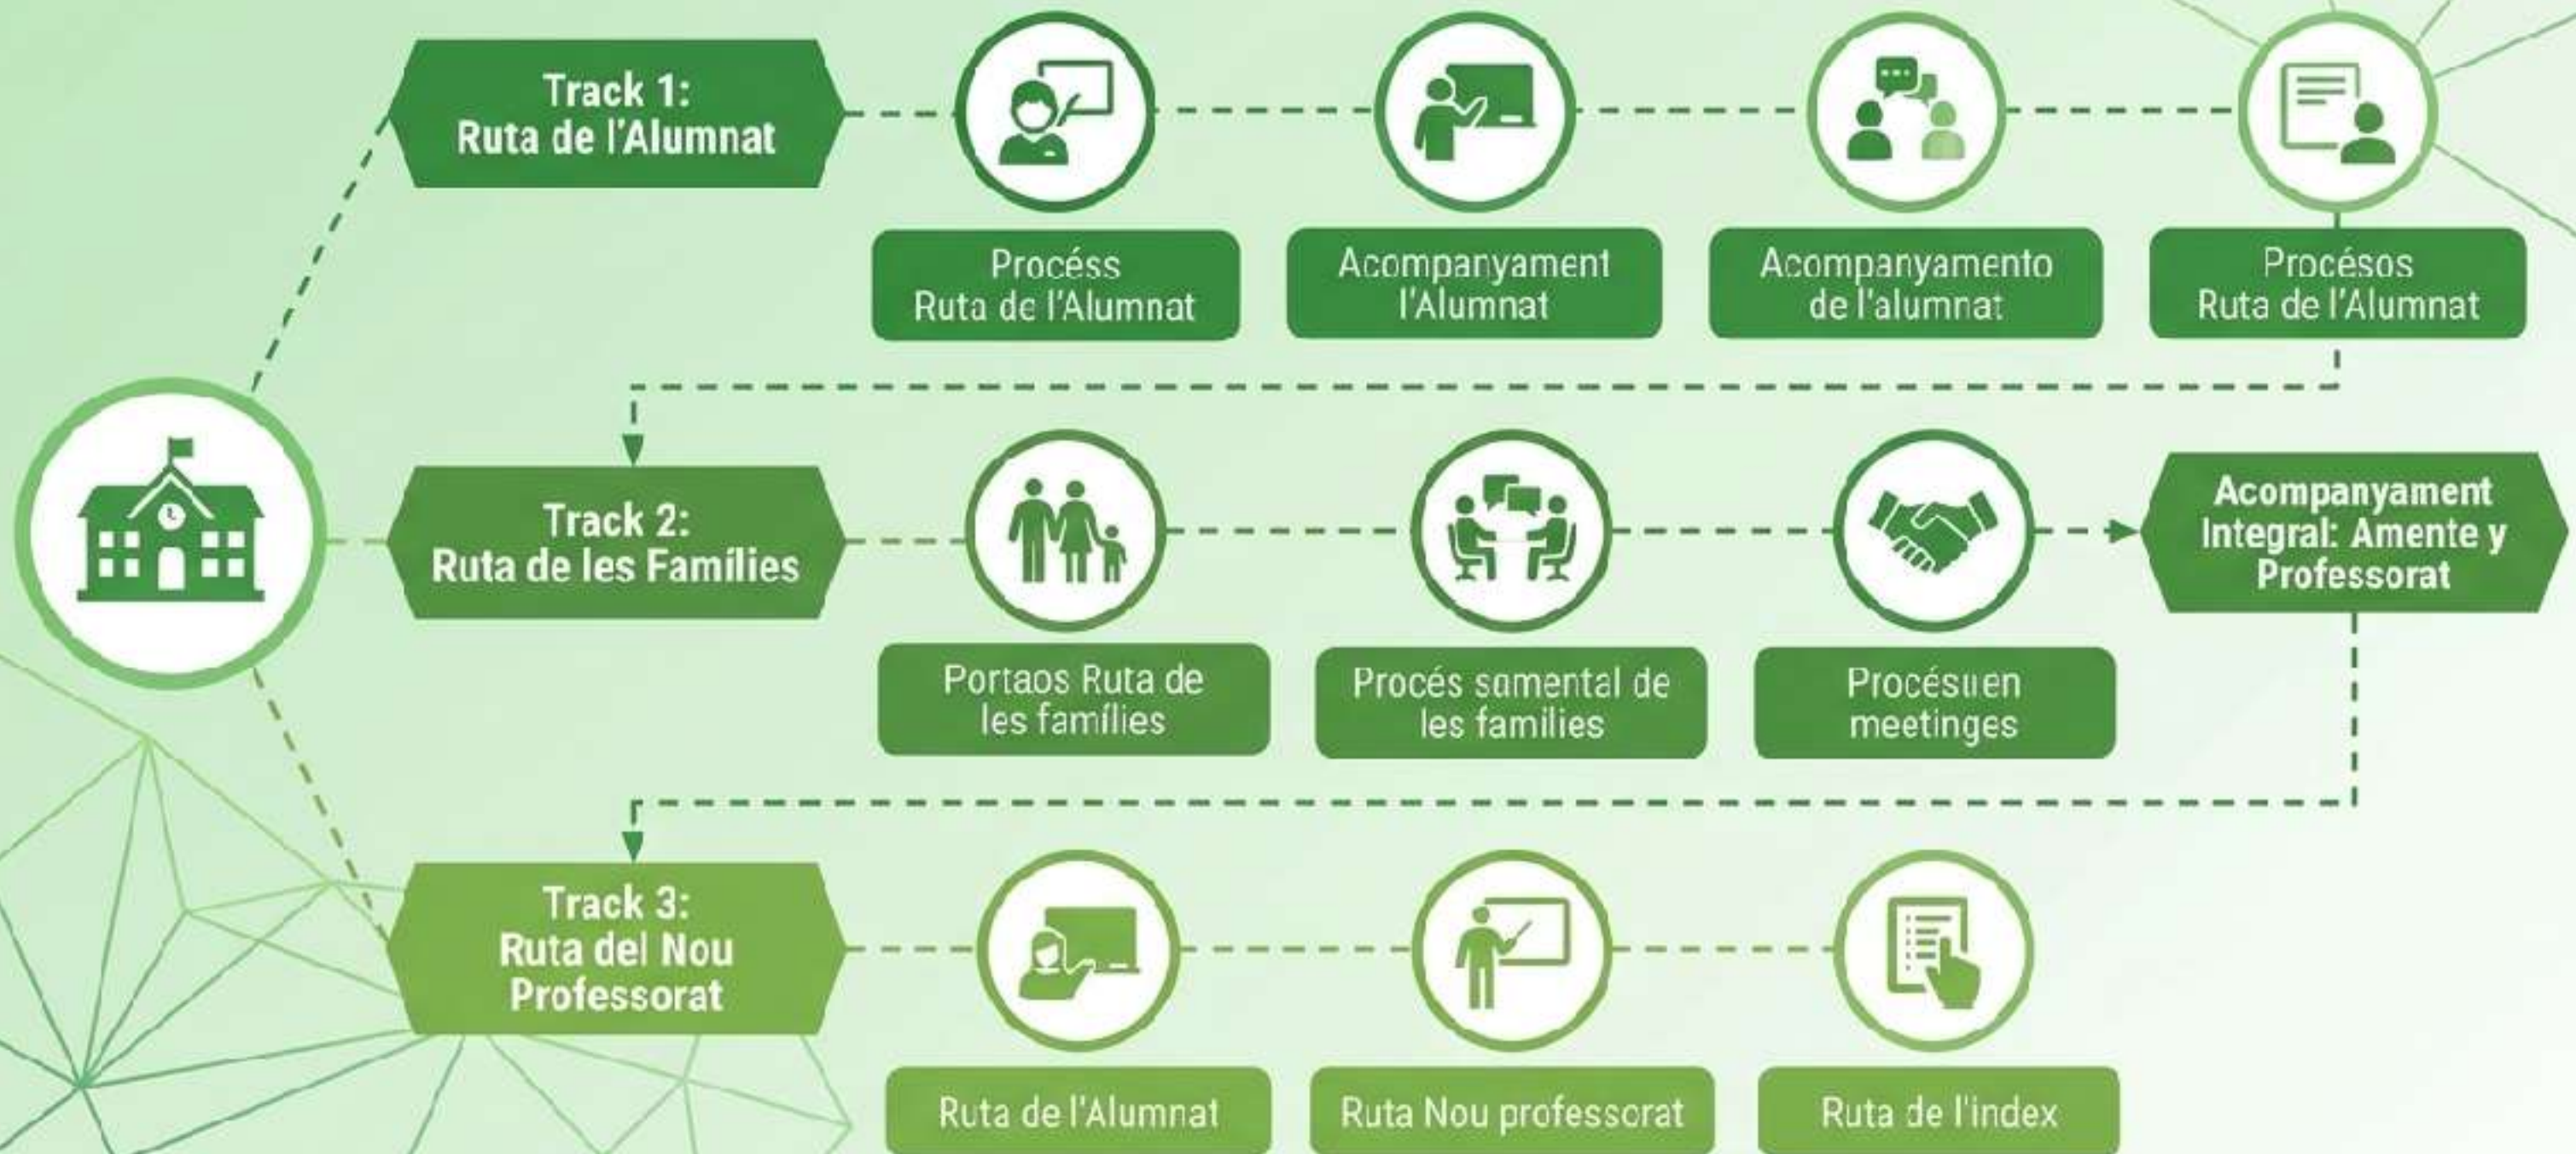 Track 1:
Ruta de l'Alumnat
Procéss
Ruta de l'Alumnat
Acompanyament
l'Alumnat
Acompanyamento
de l'alumnat
Procésos
Ruta de l'Alumnat
Track 2:
Ruta de les Famílies
Portaos Ruta de
les famílies
Procés samental de
les families
Procésuen
meetinges
Acompanyament
Integral: Amente y
Professorat
Track 3:
Ruta del Nou
Professorat
Ruta de l'Alumnat
Ruta Nou professorat
Ruta de l'index